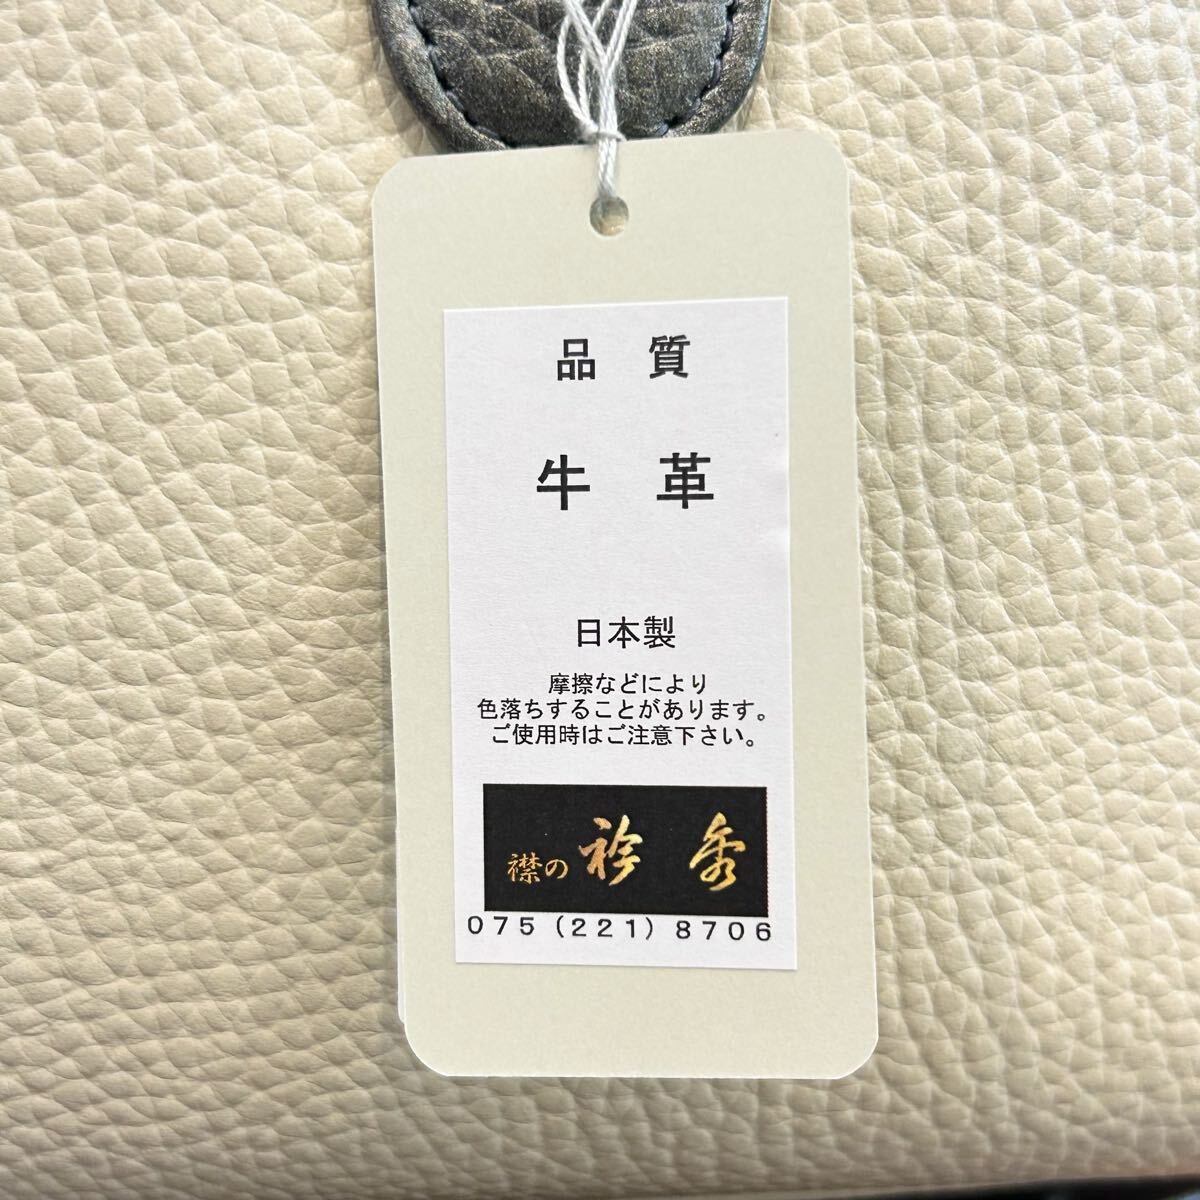 品質
牛革
日本製
摩擦などにより
色落ちすることがあります。
ご使用時はご注意下さい。
襟の 衿秀
075(221)8706